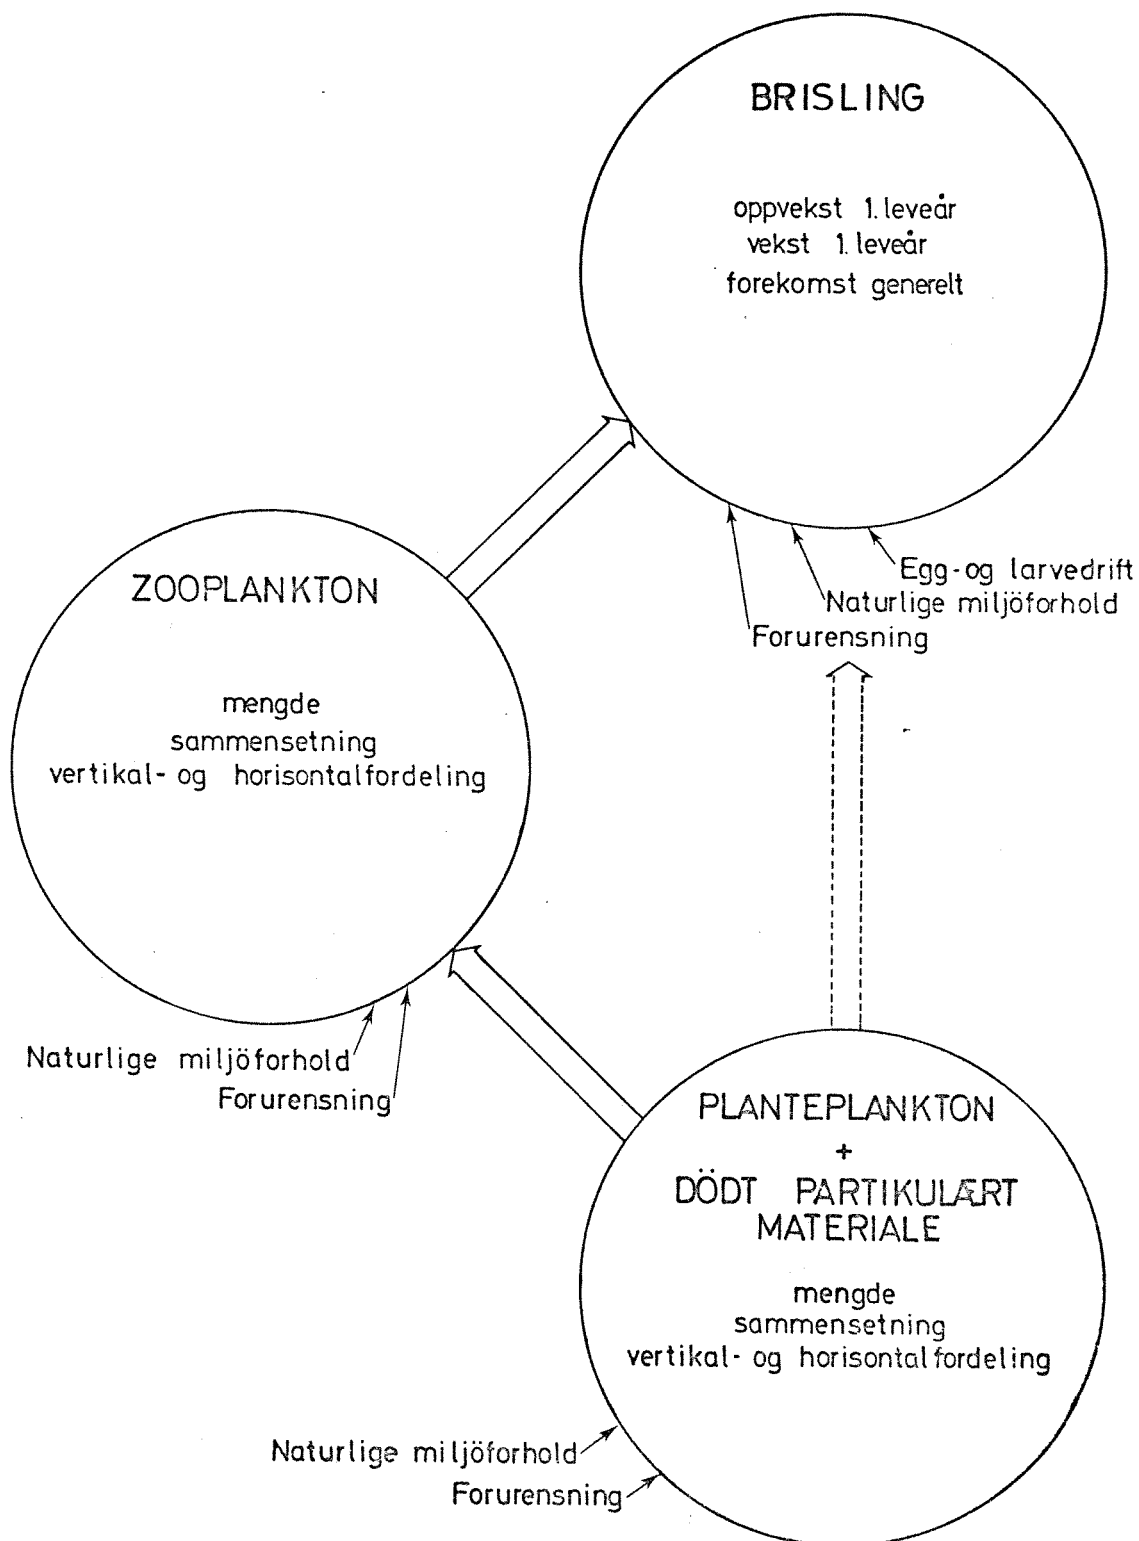 BRISLING
oppvekst 1. leveår
vekst 1. leveår
forekomst generelt
Egg-og larvedrift
Naturlige miljöforhold
Forurensning
ZOOPLANKTON
mengde
sammensetning
vertikal- og horisontalfordeling
Naturlige miljöforhold
Forurensning
PLANTEPLANKTON
+
DÖDT PARTIKULÆRT
MATERIALE
mengde
sammensetning
vertikal- og horisontalfordeling
Naturlige miljöforhold
Forurensning